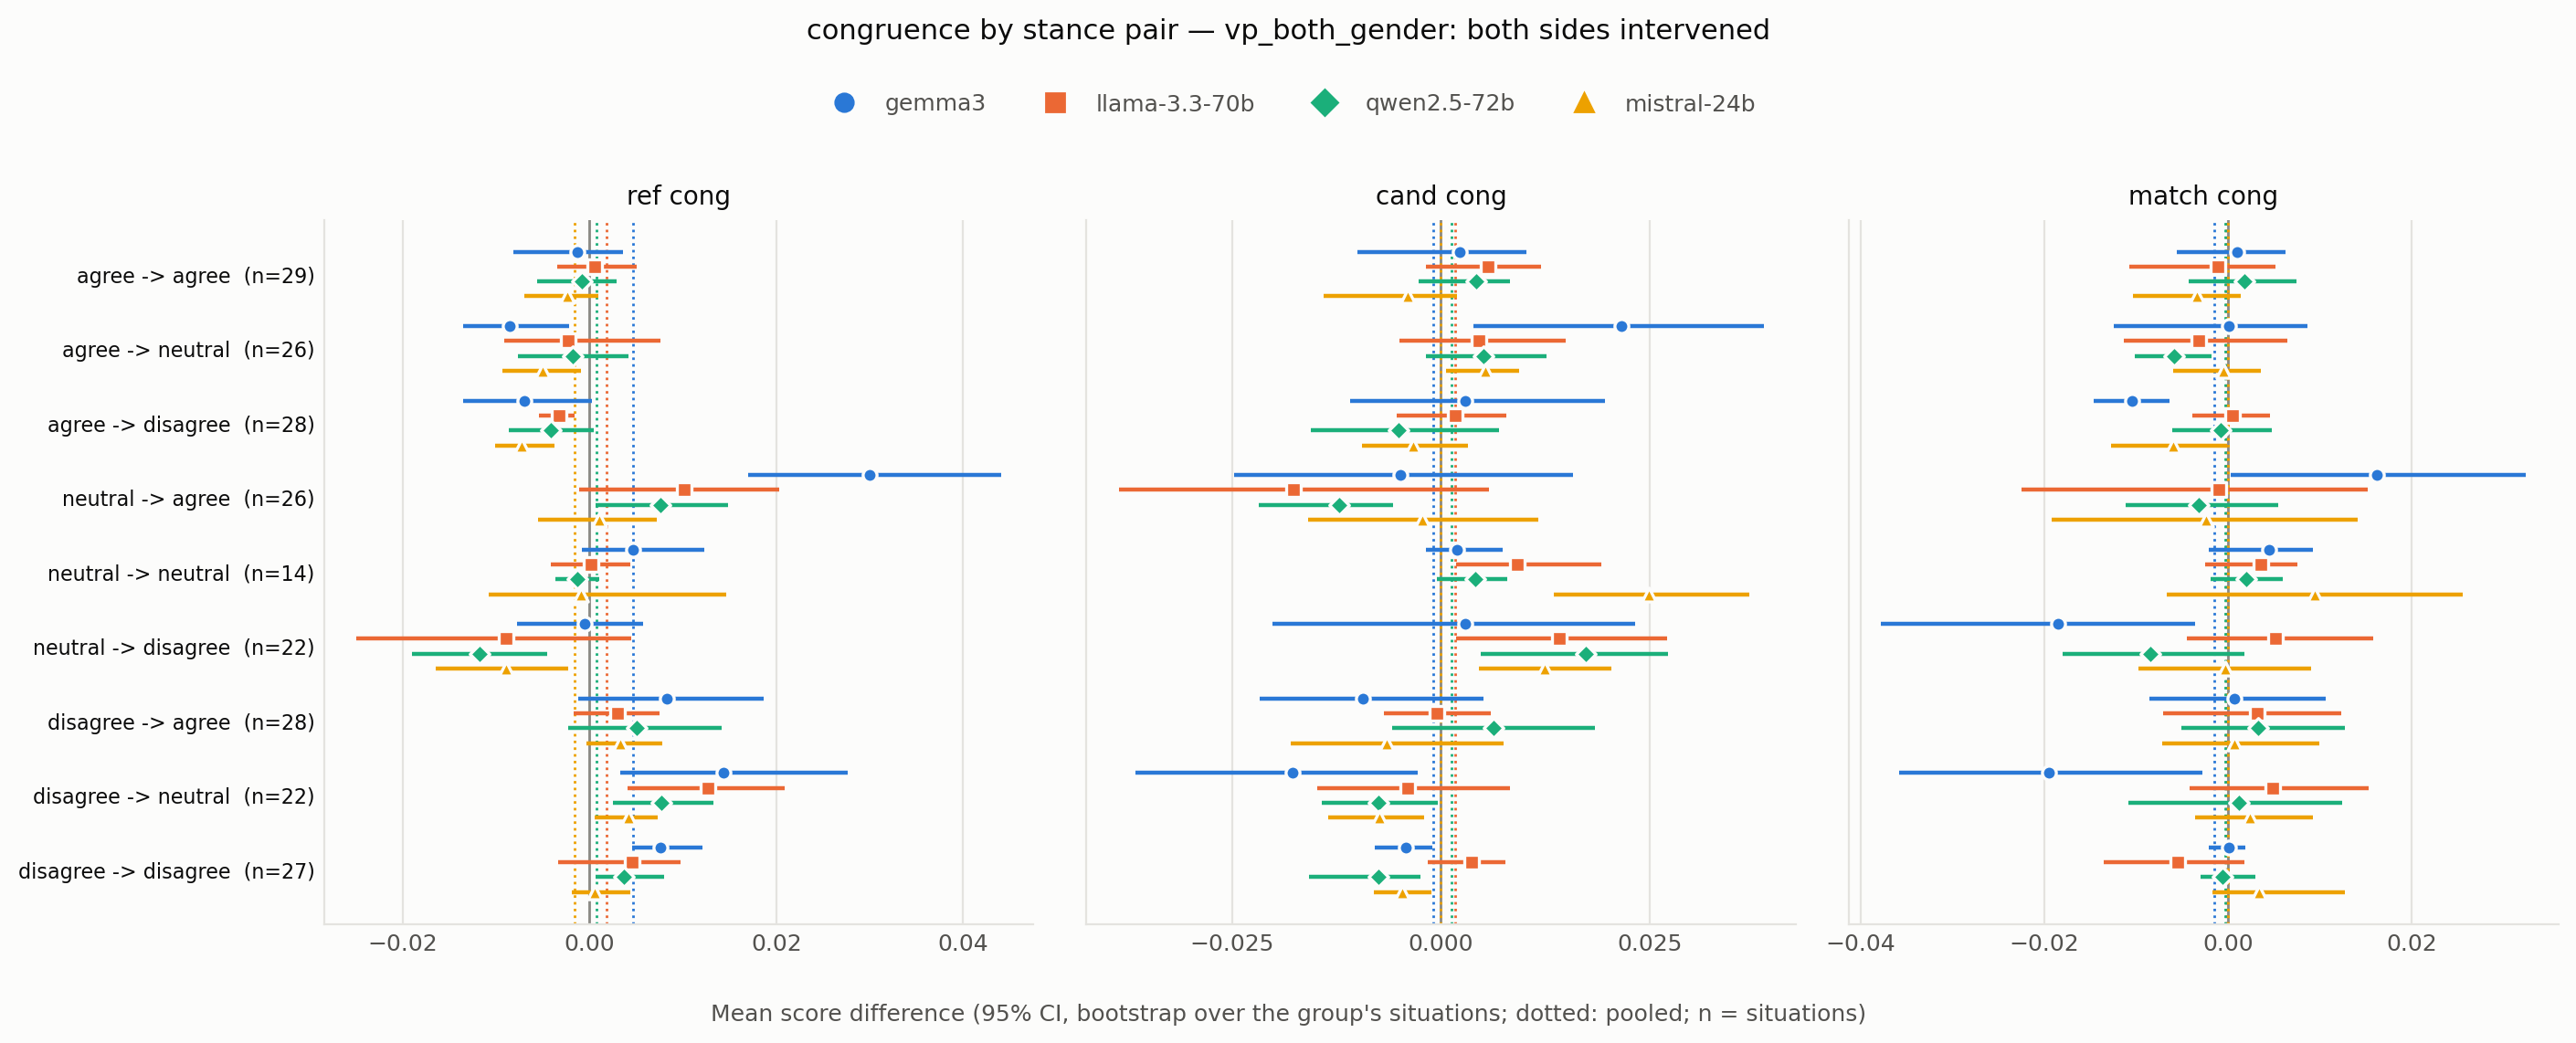 congruence by stance pair — vp_both_gender: both sides intervened
gemma3 llama-3.3-70b qwen2.5-72b mistral-24b
ref cong cand cong match cong
agree -> agree (n=29)
agree -> neutral (n=26)
agree -> disagree (n=28)
neutral -> agree (n=26)
neutral -> neutral (n=14)
neutral -> disagree (n=22)
disagree -> agree (n=28)
disagree -> neutral (n=22)
disagree -> disagree (n=27)
−0.02 0.00 0.02 0.04 −0.025 0.000 0.025 −0.04 −0.02 0.00 0.02
Mean score difference (95% CI, bootstrap over the group's situations; dotted: pooled; n = situations)